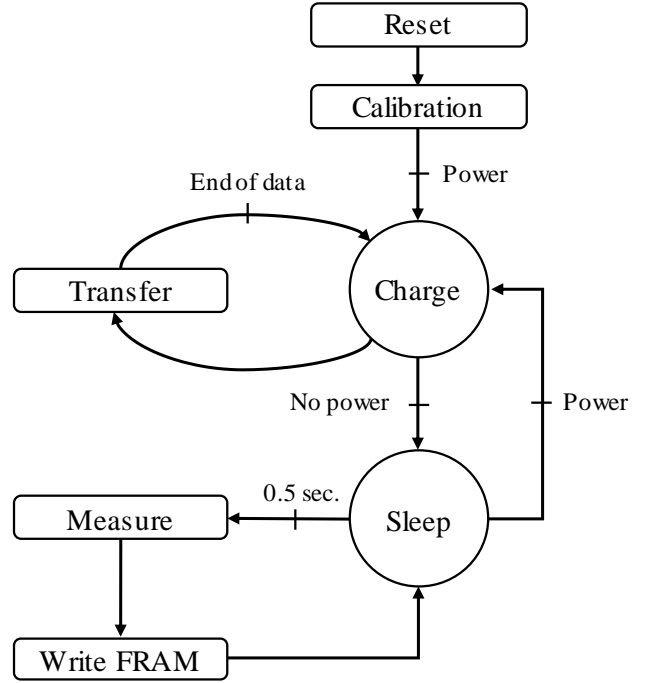 Reset
Calibration
Power
End of data
Transfer
Charge
No power
Power
0.5 sec.
Measure
Sleep
Write FRAM